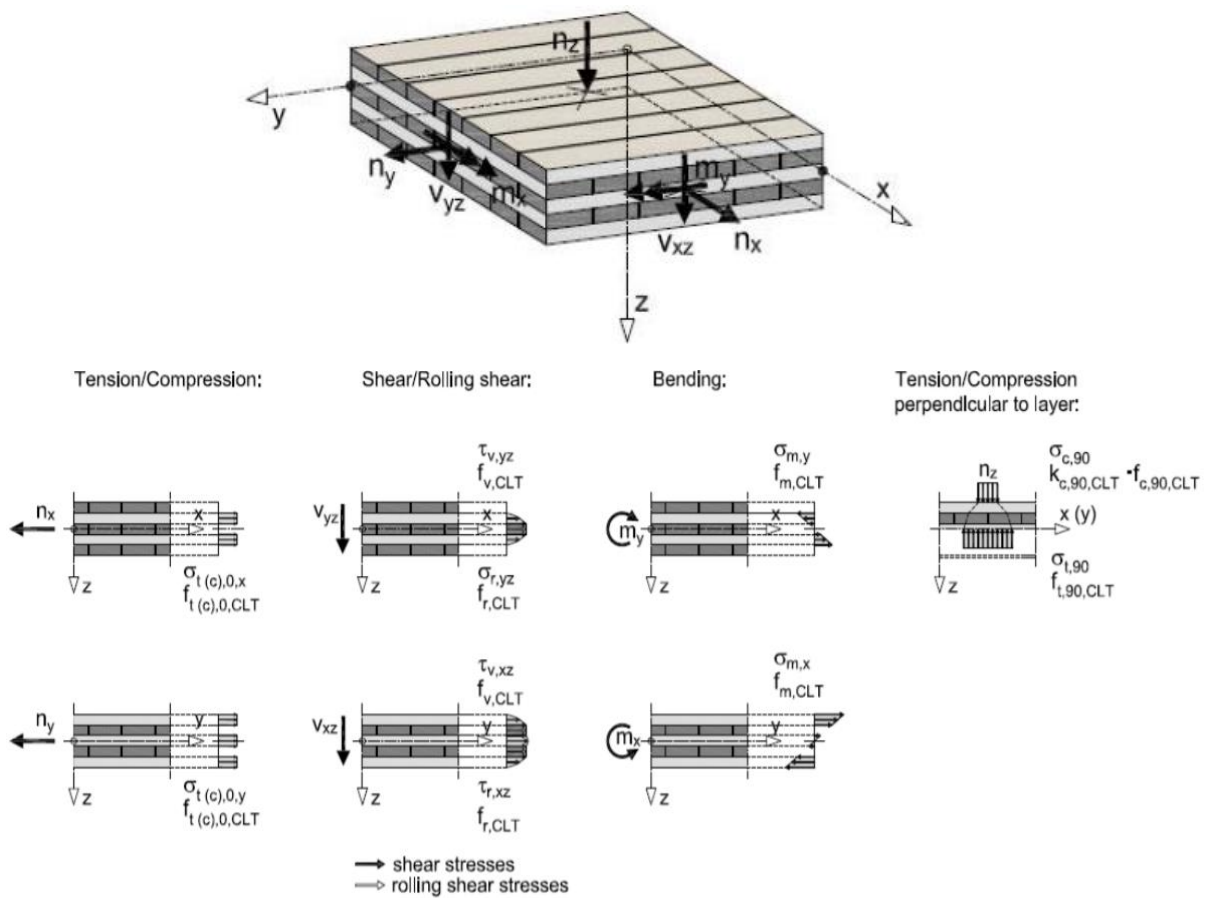 n_z
y
n_y
v_yz
m_x
m_y
v_xz
n_x
x
z
Tension/Compression:
Shear/Rolling shear:
Bending:
Tension/Compression
perpendicular to layer:
n_x
x
z
σ_t (c),0,x
f_t (c),0,CLT
τ_v,yz
f_v,CLT
v_yz
x
z
σ_r,yz
f_r,CLT
σ_m,y
f_m,CLT
m_y
x
z
σ_c,90
k_c,90,CLT · f_c,90,CLT
n_z
x (y)
z
σ_t,90
f_t,90,CLT
n_y
y
z
σ_t (c),0,y
f_t (c),0,CLT
τ_v,xz
f_v,CLT
v_xz
y
z
τ_r,xz
f_r,CLT
σ_m,x
f_m,CLT
m_x
y
z
shear stresses
rolling shear stresses